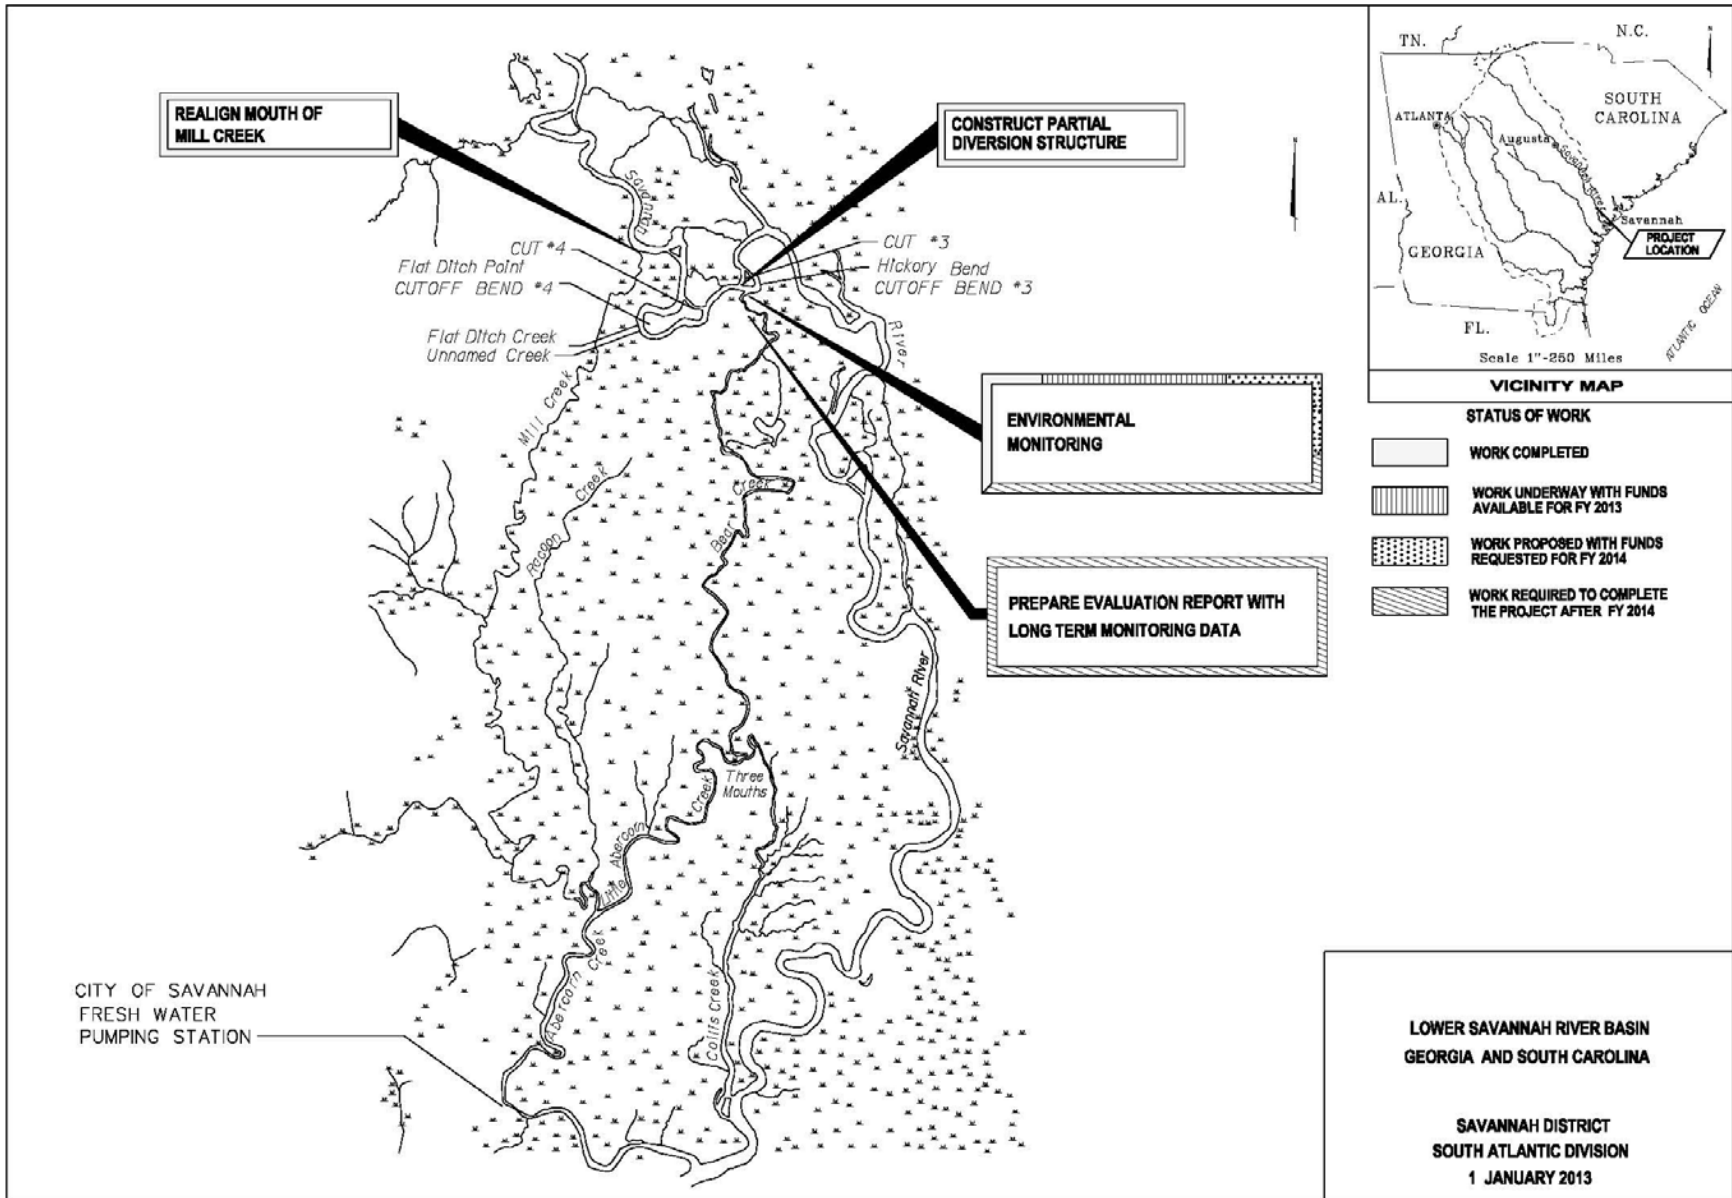 REALIGN MOUTH OF
MILL CREEK
CONSTRUCT PARTIAL
DIVERSION STRUCTURE
Savannah
CUT #4
Flat Ditch Point
CUTOFF BEND #4
Flat Ditch Creek
Unnamed Creek
CUT #3
Hickory Bend
CUTOFF BEND #3
River
Mill Creek
Racoon Creek
Bear Creek
ENVIRONMENTAL
MONITORING
PREPARE EVALUATION REPORT WITH
LONG TERM MONITORING DATA
Savannah River
Three
Mouths
Little Abercorn Creek
Abercorn Creek
Collis Creek
CITY OF SAVANNAH
FRESH WATER
PUMPING STATION
N
N
TN.
N.C.
SOUTH
CAROLINA
ATLANTA
Augusta
Savannah River
AL.
Savannah
PROJECT
LOCATION
GEORGIA
FL.
ATLANTIC OCEAN
Scale 1"-250 Miles
VICINITY MAP
STATUS OF WORK
WORK COMPLETED
WORK UNDERWAY WITH FUNDS
AVAILABLE FOR FY 2013
WORK PROPOSED WITH FUNDS
REQUESTED FOR FY 2014
WORK REQUIRED TO COMPLETE
THE PROJECT AFTER FY 2014
LOWER SAVANNAH RIVER BASIN
GEORGIA AND SOUTH CAROLINA
SAVANNAH DISTRICT
SOUTH ATLANTIC DIVISION
1 JANUARY 2013